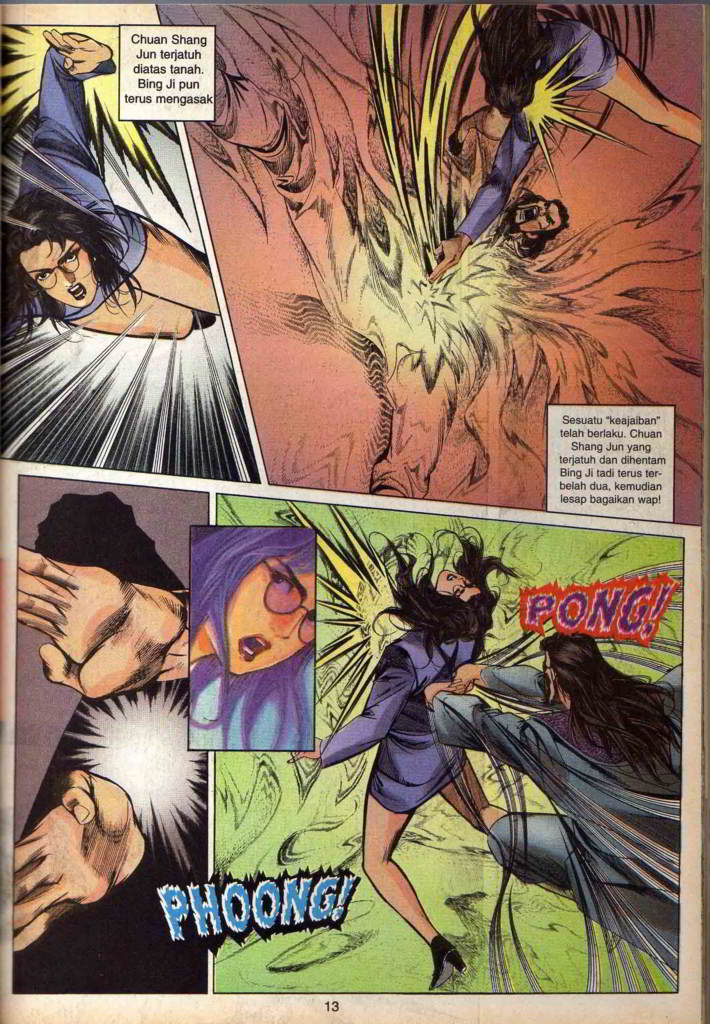 Chuan Shang
Jun terjatuh
diatas tanah.
Bing Ji pun
terus mengasak
Sesuatu "keajaiban"
telah berlaku. Chuan
Shang Jun yang
terjatuh dan dihentam
Bing Ji tadi terus ter-
belah dua, kemudian
lesap bagaikan wap!
PONG!
PHOONG!
13